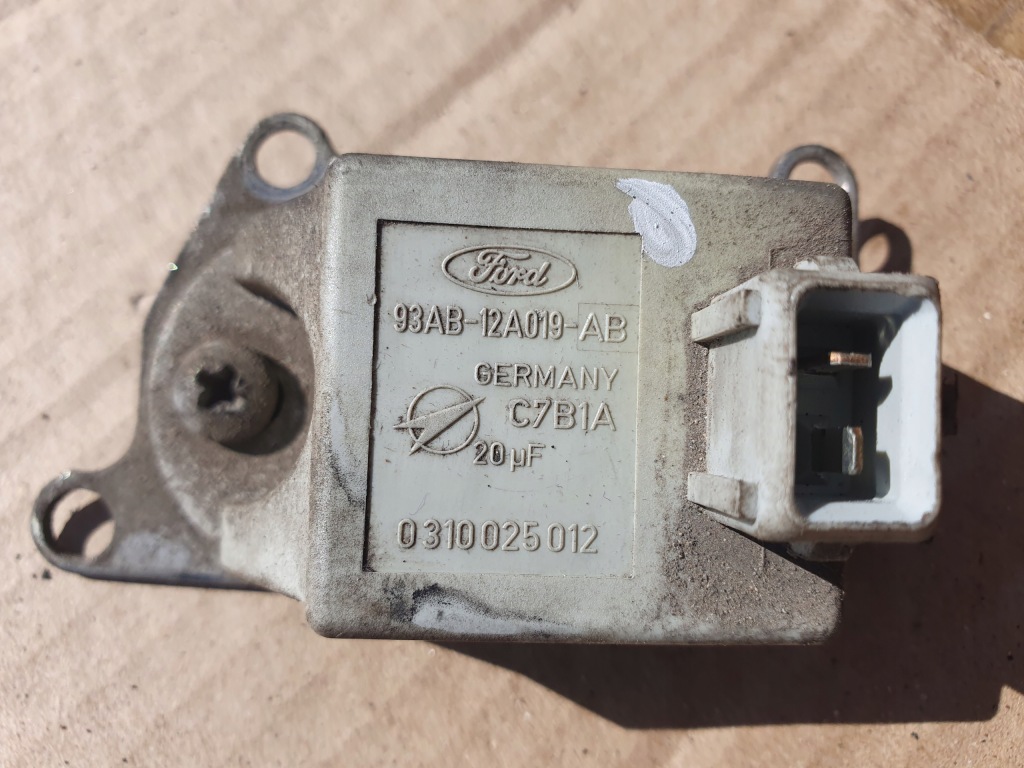 Ford
93AB-12A019-AB
GERMANY
C7B1A
20 µF
0 310 025 012